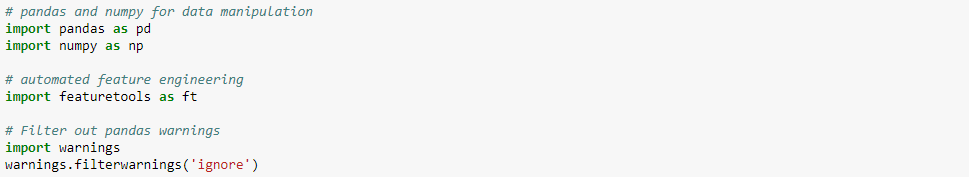 # pandas and numpy for data manipulation
import pandas as pd
import numpy as np
# automated feature engineering
import featuretools as ft
# Filter out pandas warnings
import warnings
warnings.filterwarnings('ignore')